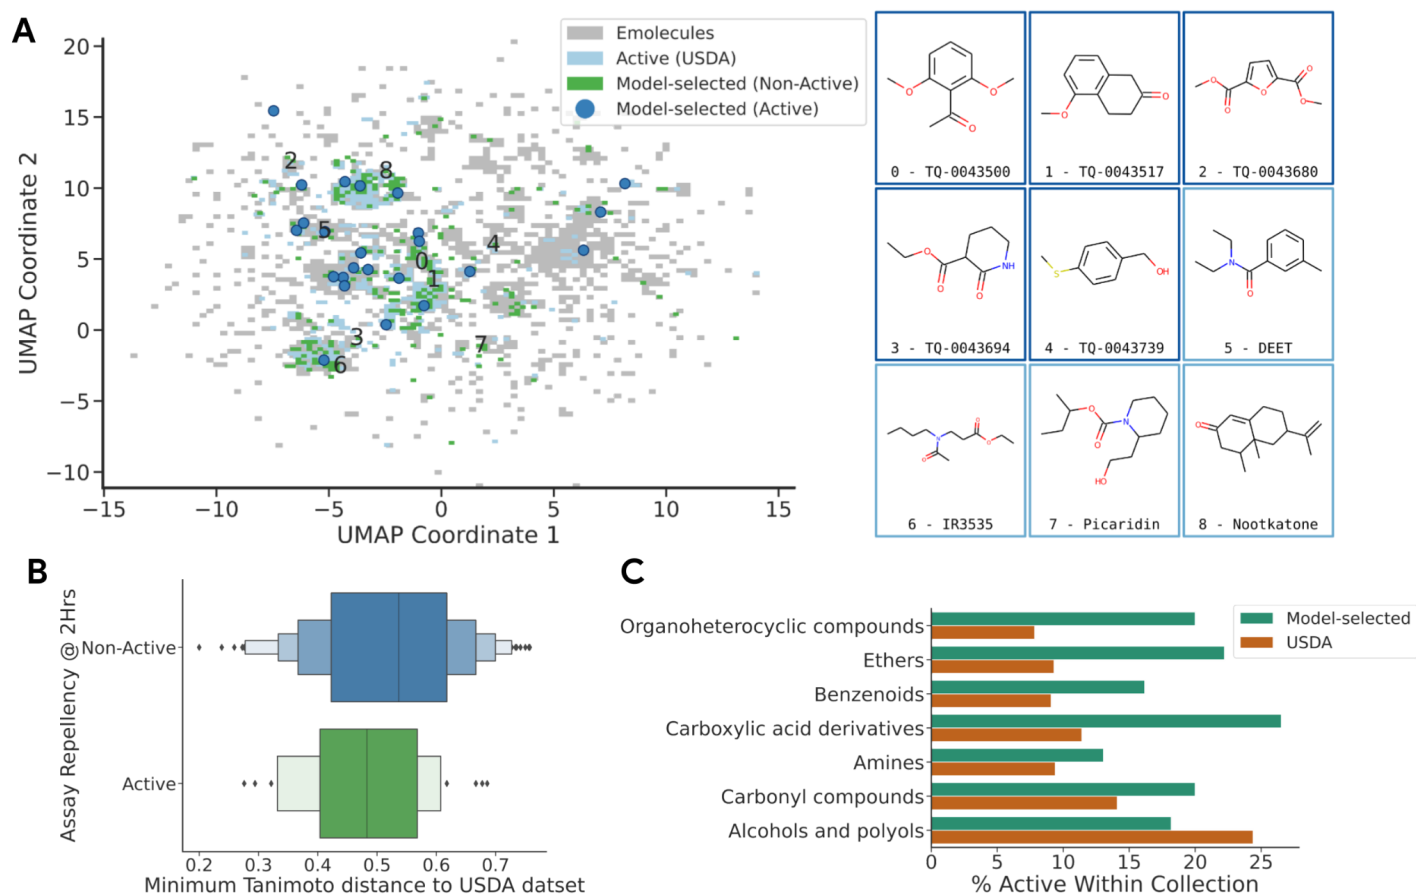 A
Emolecules
Active (USDA)
Model-selected (Non-Active)
Model-selected (Active)
UMAP Coordinate 2
20
15
10
5
0
−5
−10
2
8
5
4
0
1
3
7
6
−15
−10
−5
0
5
10
15
UMAP Coordinate 1
O
O
O
0 - TQ-0043500
O
O
1 - TQ-0043517
O
O
O
O
O
2 - TQ-0043680
O
O
O
NH
3 - TQ-0043694
S
OH
4 - TQ-0043739
N
O
5 - DEET
N
O
O
O
6 - IR3535
O
O
N
HO
7 - Picaridin
O
8 - Nootkatone
B
Assay Repellency @ 2Hrs
Non-Active
Active
0.2
0.3
0.4
0.5
0.6
0.7
Minimum Tanimoto distance to USDA datset
C
Model-selected
USDA
Organoheterocyclic compounds
Ethers
Benzenoids
Carboxylic acid derivatives
Amines
Carbonyl compounds
Alcohols and polyols
0
5
10
15
20
25
% Active Within Collection